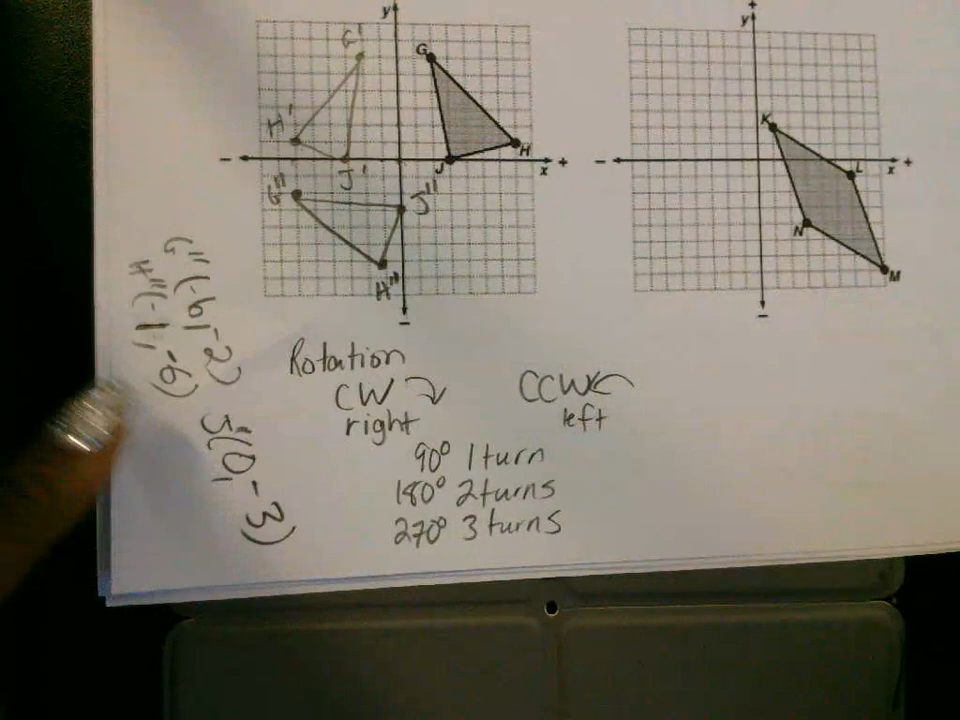 y
G'
G
H'
H
J
J'
- +
x
G''
J''
H''
-
+
y
K
L
- +
x
N
M
-
G''(-6, -2)
H''(-1, -6)
J''(0, -3)
Rotation
CW CCW
right left
90° 1 turn
180° 2 turns
270° 3 turns